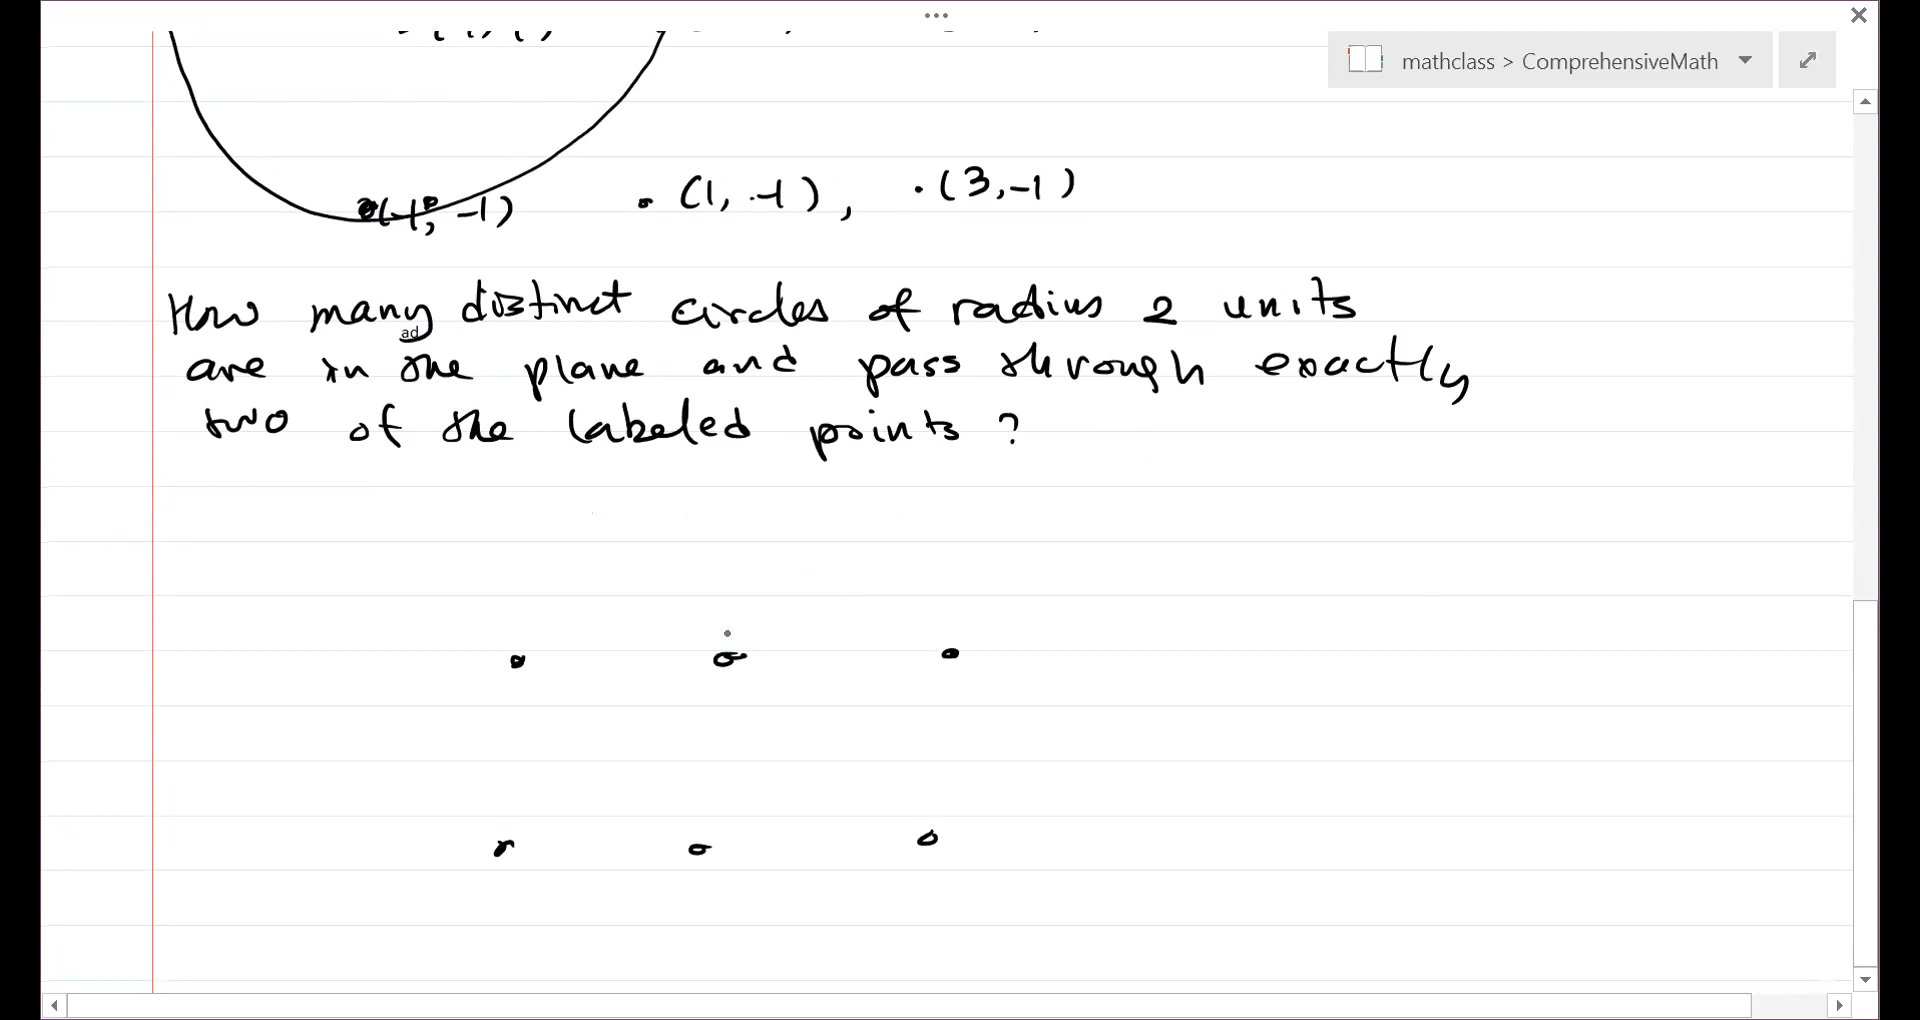 mathclass > ComprehensiveMath
(-1, -1) . (1, -1), . (3, -1)
How many distinct circles of radius 2 units
ad
are in the plane and pass through exactly
two of the labeled points ?